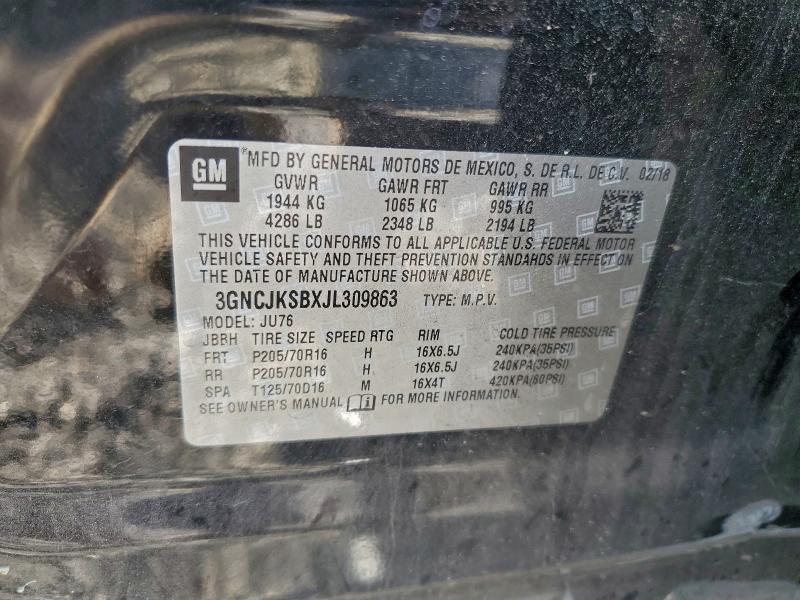 GM
® MFD BY GENERAL MOTORS DE MEXICO, S. DE R.L. DE C.V. 02/18
GVWR GAWR FRT GAWR RR
1944 KG 1065 KG 995 KG
4286 LB 2348 LB 2194 LB
THIS VEHICLE CONFORMS TO ALL APPLICABLE U.S. FEDERAL MOTOR
VEHICLE SAFETY AND THEFT PREVENTION STANDARDS IN EFFECT ON
THE DATE OF MANUFACTURE SHOWN ABOVE.
3GNCJKSBXJL309863 TYPE: M.P.V.
MODEL: JU76
JBRH TIRE SIZE SPEED RTG RIM COLD TIRE PRESSURE
FRT P205/70R16 H 16X6.5J 240KPA(35PSI)
RR P205/70R16 H 16X6.5J 240KPA(35PSI)
SPA T125/70D16 M 16X4T 420KPA(60PSI)
SEE OWNER'S MANUAL FOR MORE INFORMATION.